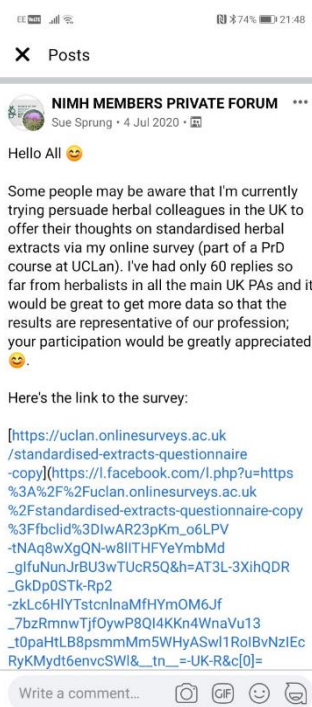 EE VoLTE 74% 21:48
Posts
NIMH MEMBERS PRIVATE FORUM
Sue Sprung • 4 Jul 2020 •
Hello All 😊
Some people may be aware that I'm currently
trying persuade herbal colleagues in the UK to
offer their thoughts on standardised herbal
extracts via my online survey (part of a PrD
course at UCLan). I've had only 60 replies so
far from herbalists in all the main UK PAs and it
would be great to get more data so that the
results are representative of our profession;
your participation would be greatly appreciated
😊.
Here's the link to the survey:
[https://uclan.onlinesurveys.ac.uk
/standardised-extracts-questionnaire
-copy](https://l.facebook.com/l.php?u=https
%3A%2F%2Fuclan.onlinesurveys.ac.uk
%2Fstandardised-extracts-questionnaire-copy
%3Ffbclid%3DIwAR23pKm_o6LPV
-tNAq8wXgQN-w8lITHFYeYmbMd
_gIfuNunJrBU3wTUcR5Q&h=AT3L-3XihQDR
_GkDp0STk-Rp2
-zkLc6HlYTstcnlnaMfHYmOM6Jf
_7bzRmnwTjfOywP8QI4KKn4WnaVu13
_t0paHtLB8psmmMm5WHyASwl1RoIBvNzIEc
RyKMydt6envcSWl&__tn__=-UK-R&c[0]=
Write a comment...
GIF